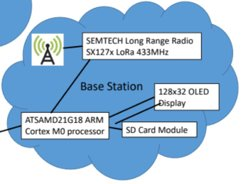 SEMTECH Long Range Radio
SX127x LoRa 433MHz
Base Station
128x32 OLED
Display
ATSAMD21G18 ARM
Cortex M0 processor
SD Card Module